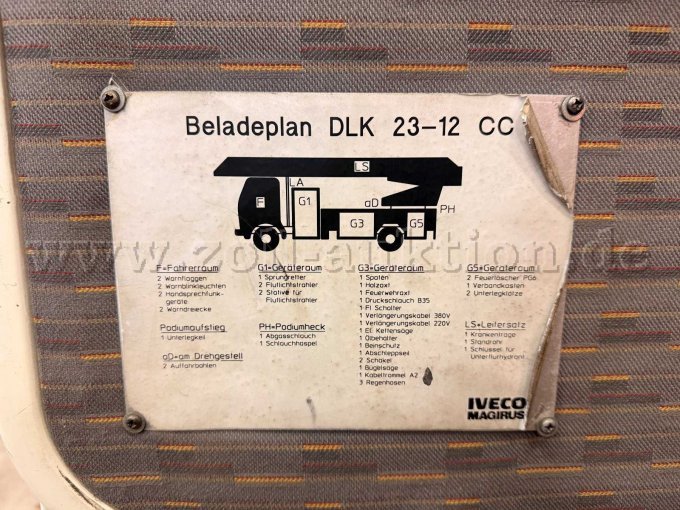 Beladeplan DLK 23-12 CC
LS
LA
F
G1
aD
PH
G3
G5
www.zoll-auktion.de
F=Fahrerraum
2 Warnflaggen
2 Warnblinkleuchten
2 Handsprechfunk-
geräte
2 Warndreiecke
Podiumaufstieg
1 Unterlegkeil
aD=am Drehgestell
2 Auffahrbohlen
G1=Geräteraum
1 Sprungretter
2 Flutlichtstrahler
2 Stative für
Flutlichtstrahler
PH=Podiumheck
1 Abgasschlauch
1 Schlauchhaspel
G3=Geräteraum
1 Spaten
1 Holzaxt
1 Feuerwehraxt
1 Druckschlauch B35
1 FI Schalter
1 Verlängerungskabel 380V
1 Verlängerungskabel 220V
1 El. Kettensäge
1 Ölbehälter
1 Beinschutz
1 Abschleppseil
2 Schäkel
1 Bügelsäge
1 Kabeltrommel A2
3 Regenhosen
G5=Geräteraum
2 Feuerlöscher PG6
1 Verbandkasten
2 Unterlegklötze
LS=Leitersatz
1 Krankentrage
1 Standrohr
1 Schlüssel für
Unterflurhydrant
IVECO
MAGIRUS